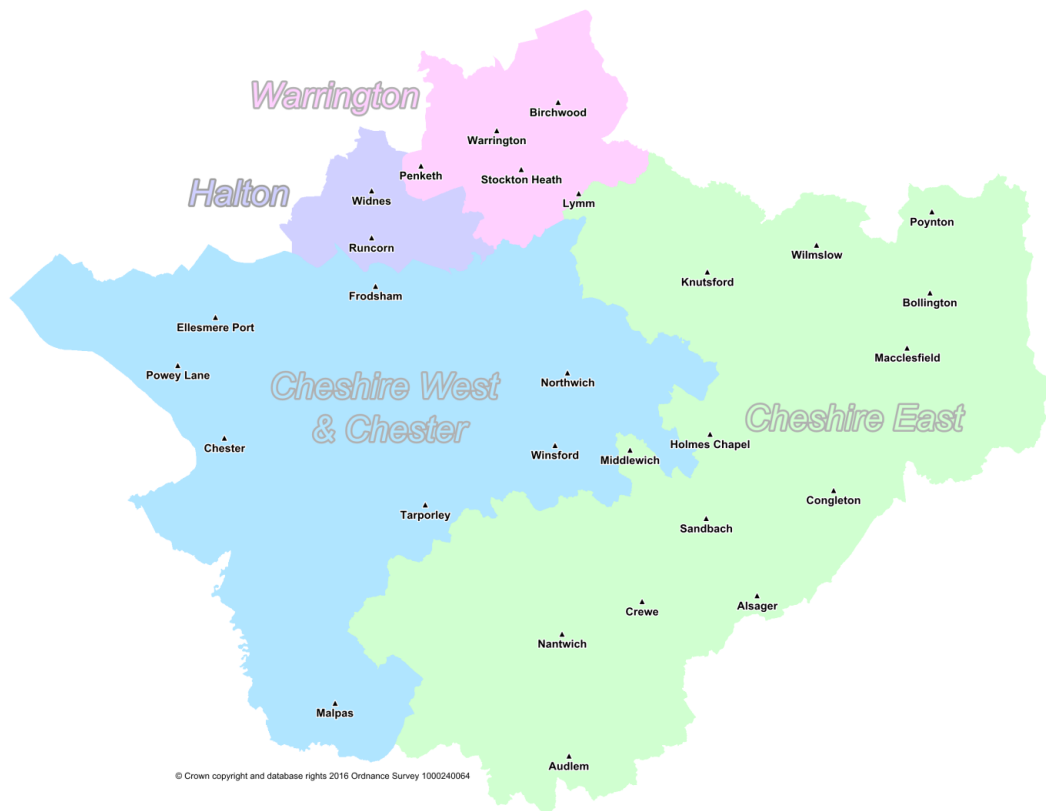 Warrington
Birchwood
Warrington
Penketh
Stockton Heath
Halton
Widnes
Lymm
Poynton
Runcorn
Wilmslow
Knutsford
Frodsham
Bollington
Ellesmere Port
Macclesfield
Powey Lane
Northwich
Cheshire West
& Chester
Cheshire East
Chester
Holmes Chapel
Winsford
Middlewich
Congleton
Tarporley
Sandbach
Crewe
Alsager
Nantwich
Malpas
Audlem
© Crown copyright and database rights 2016 Ordnance Survey 1000240064